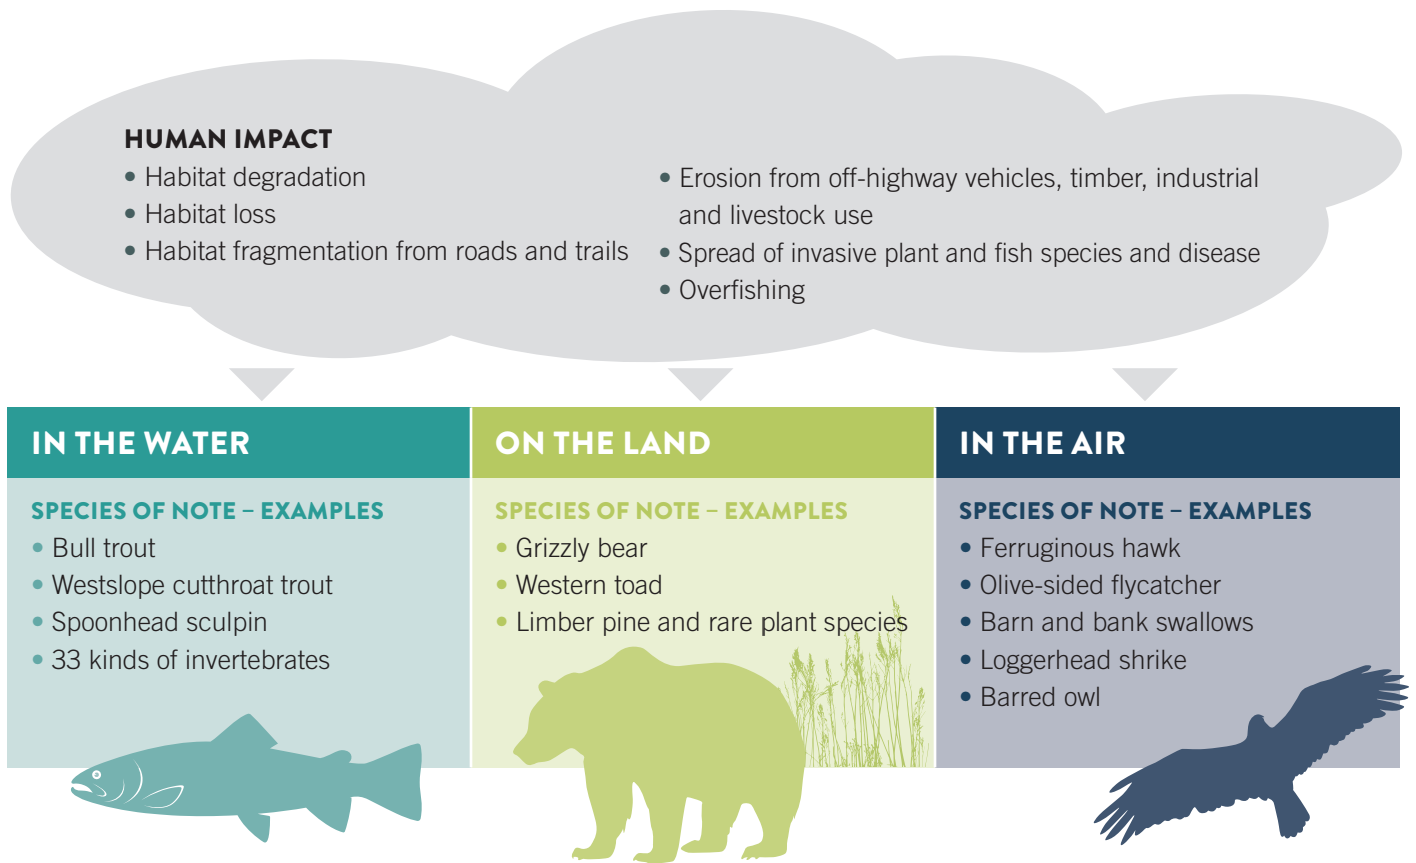 HUMAN IMPACT
• Habitat degradation
• Habitat loss
• Habitat fragmentation from roads and trails
• Erosion from off-highway vehicles, timber, industrial
and livestock use
• Spread of invasive plant and fish species and disease
• Overfishing
IN THE WATER
SPECIES OF NOTE – EXAMPLES
• Bull trout
• Westslope cutthroat trout
• Spoonhead sculpin
• 33 kinds of invertebrates
ON THE LAND
SPECIES OF NOTE – EXAMPLES
• Grizzly bear
• Western toad
• Limber pine and rare plant species
IN THE AIR
SPECIES OF NOTE – EXAMPLES
• Ferruginous hawk
• Olive-sided flycatcher
• Barn and bank swallows
• Loggerhead shrike
• Barred owl